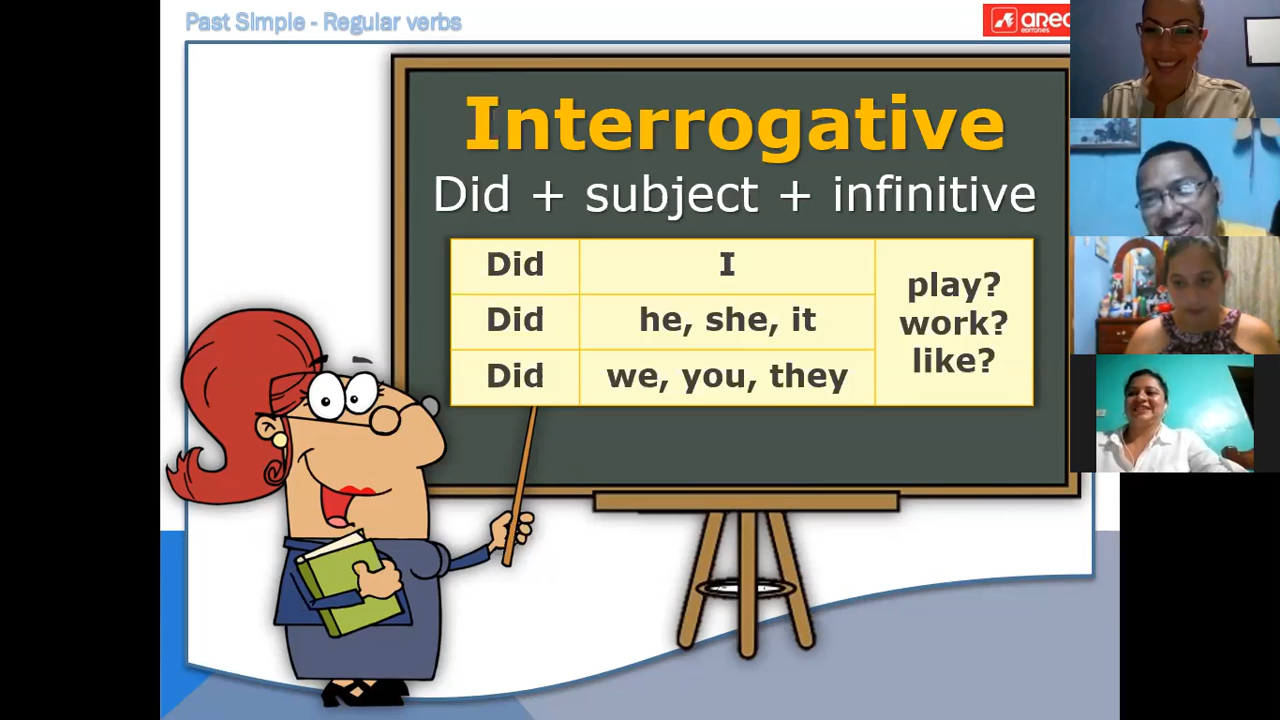 Past Simple - Regular verbs
EDITORES
Interrogative
Did + subject + infinitive
Did I
Did he, she, it
Did we, you, they
play?
work?
like?